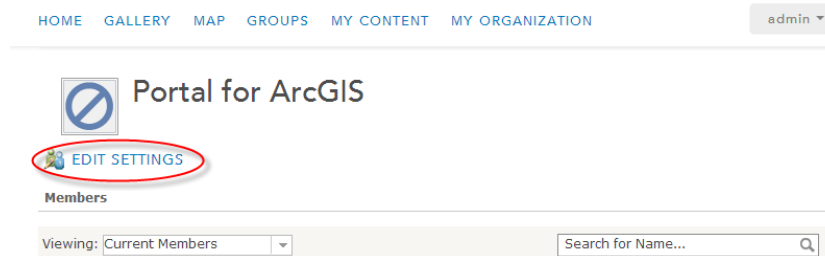 HOME GALLERY MAP GROUPS MY CONTENT MY ORGANIZATION admin
Portal for ArcGIS
EDIT SETTINGS
Members
Viewing: Current Members Search for Name...